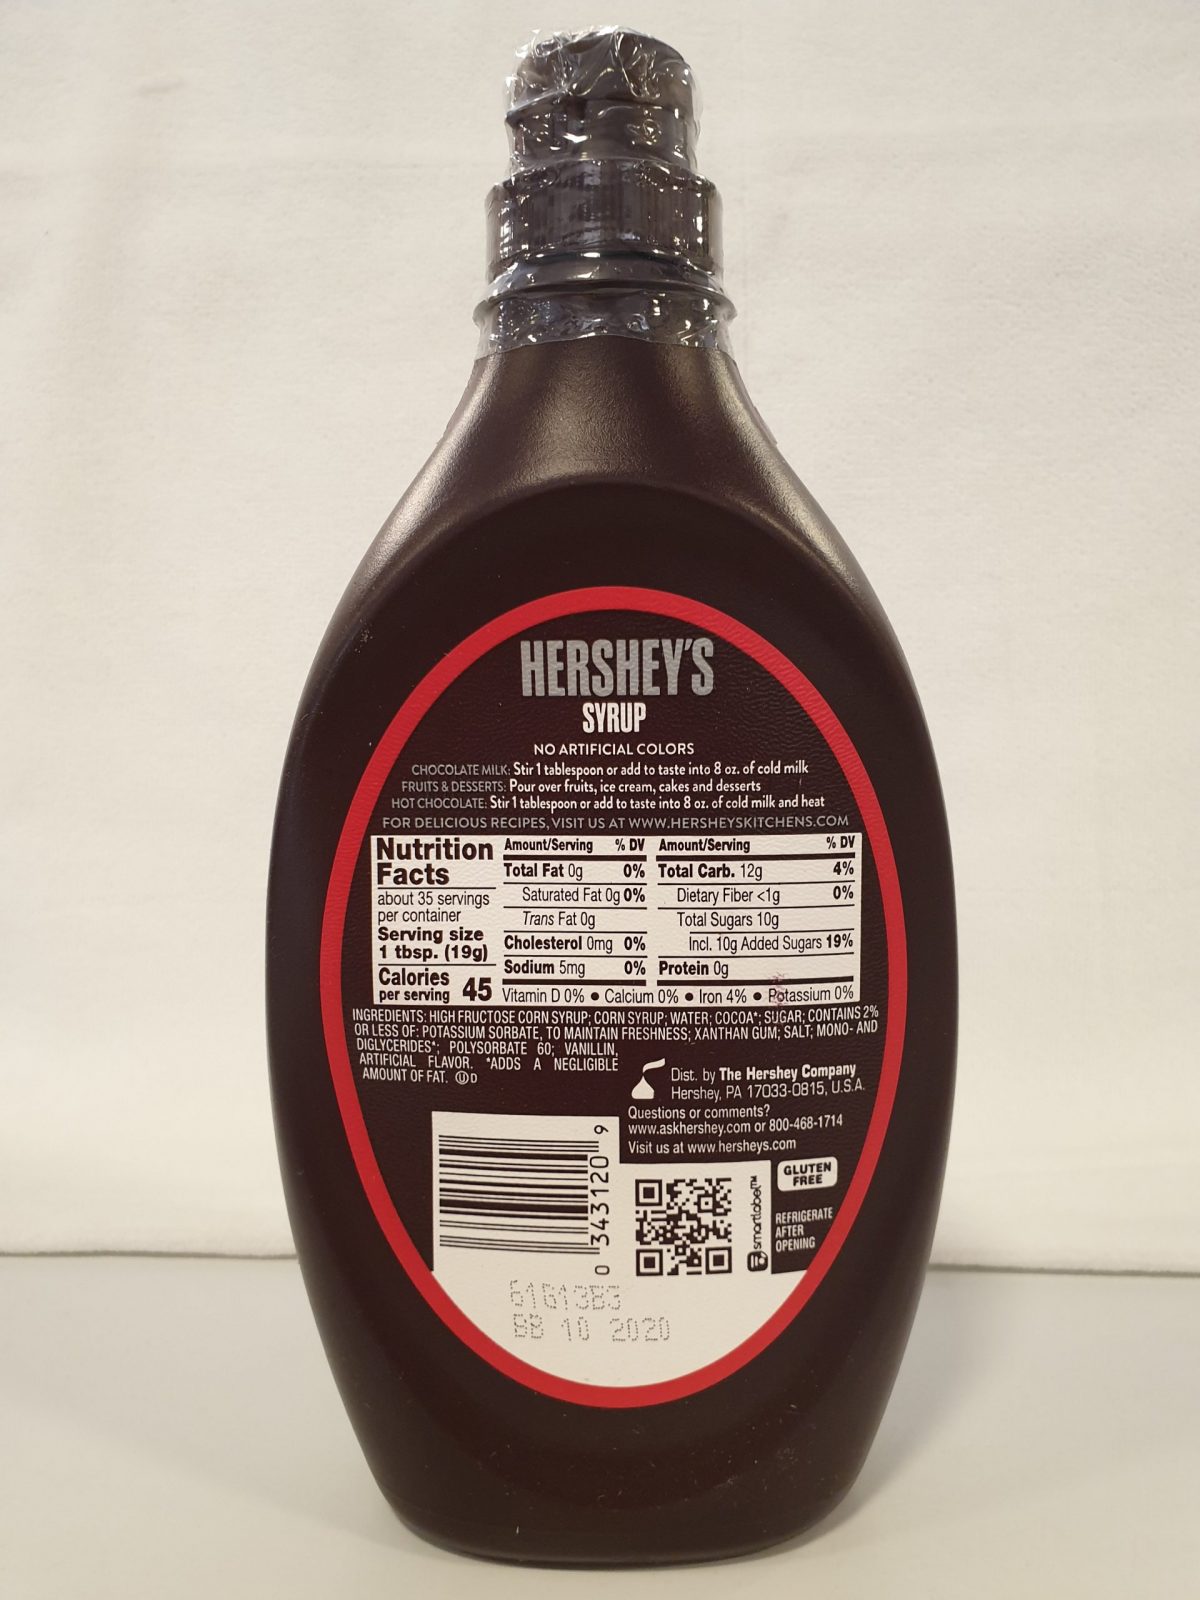 HERSHEY'S
SYRUP
NO ARTIFICIAL COLORS
CHOCOLATE MILK: Stir 1 tablespoon or add to taste into 8 oz. of cold milk
FRUITS & DESSERTS: Pour over fruits, ice cream, cakes and desserts
HOT CHOCOLATE: Stir 1 tablespoon or add to taste into 8 oz. of cold milk and heat
FOR DELICIOUS RECIPES, VISIT US AT WWW.HERSHEYSKITCHENS.COM
Nutrition
Facts
about 35 servings
per container
Serving size
1 tbsp. (19g)
Calories
per serving 45
Amount/Serving % DV
Total Fat 0g 0%
Saturated Fat 0g 0%
Trans Fat 0g
Cholesterol 0mg 0%
Sodium 5mg 0%
Amount/Serving % DV
Total Carb. 12g 4%
Dietary Fiber <1g 0%
Total Sugars 10g
Incl. 10g Added Sugars 19%
Protein 0g
Vitamin D 0% • Calcium 0% • Iron 4% • Potassium 0%
INGREDIENTS: HIGH FRUCTOSE CORN SYRUP; CORN SYRUP; WATER; COCOA*; SUGAR; CONTAINS 2%
OR LESS OF: POTASSIUM SORBATE, TO MAINTAIN FRESHNESS; XANTHAN GUM; SALT; MONO- AND
DIGLYCERIDES*; POLYSORBATE 60; VANILLIN,
ARTIFICIAL FLAVOR. *ADDS A NEGLIGIBLE
AMOUNT OF FAT. ⓊD
Dist. by The Hershey Company
Hershey, PA 17033-0815, U.S.A.
Questions or comments?
www.askhershey.com or 800-468-1714
Visit us at www.hersheys.com
0 343120 9
smartlabel™
GLUTEN
FREE
REFRIGERATE
AFTER
OPENING
BB 10 2020